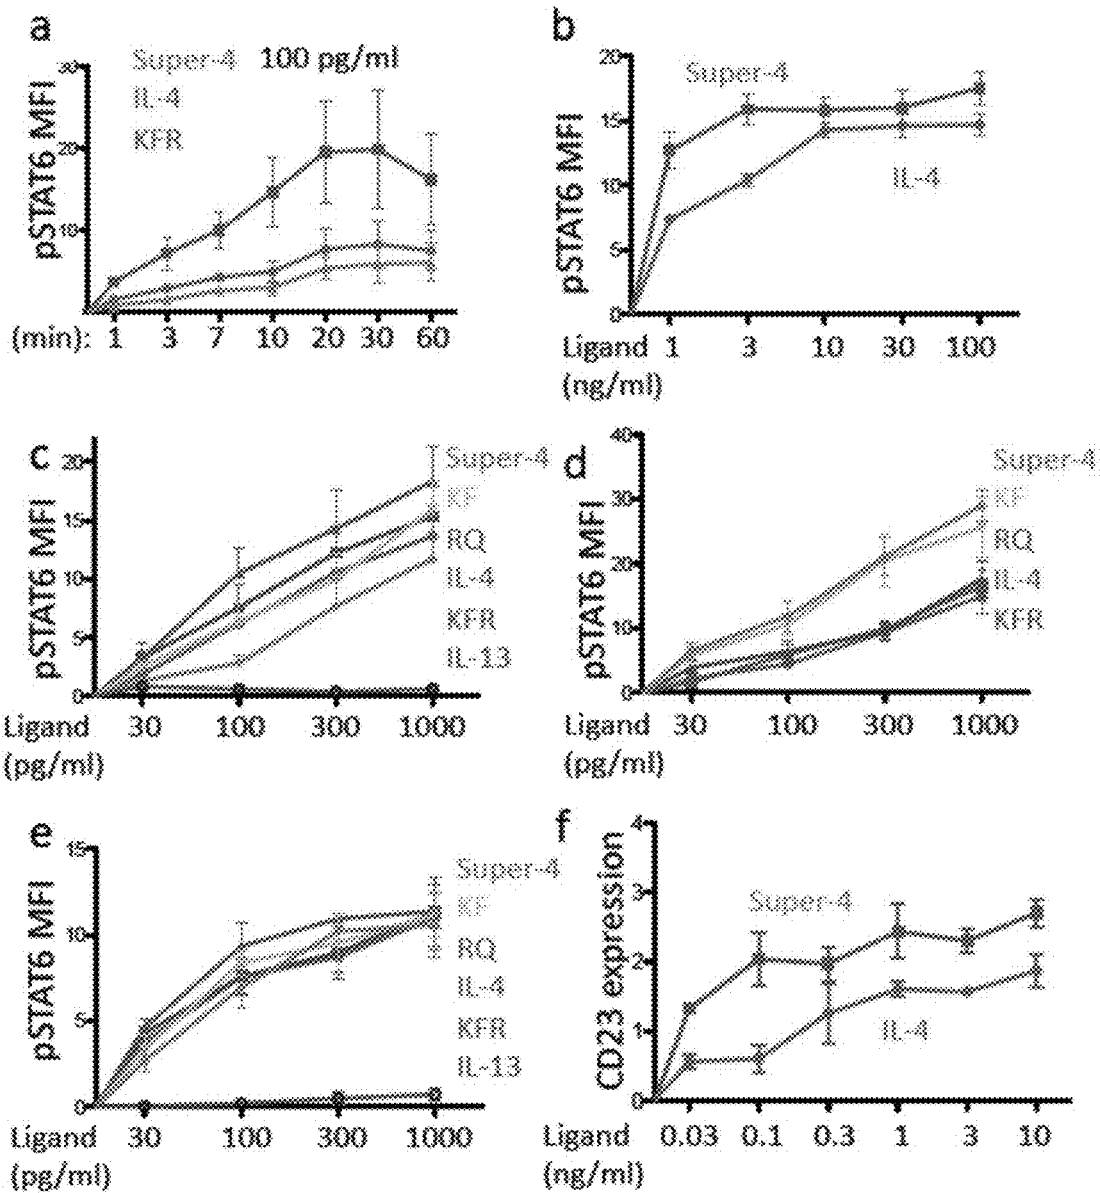 a
Super-4 100 pg/ml
IL-4
KFR
pSTAT6 MFI
30
20
10
(min): 1 3 7 10 20 30 60
b
Super-4
IL-4
pSTAT6 MFI
20
15
10
5
0
Ligand 1 3 10 30 100
(ng/ml)
c
Super-4
KF
RQ
IL-4
KFR
IL-13
pSTAT6 MFI
20
15
10
5
0
Ligand 30 100 300 1000
(pg/ml)
d
Super-4
KF
RQ
IL-4
KFR
pSTAT6 MFI
40
30
20
10
0
Ligand 30 100 300 1000
(pg/ml)
e
Super-4
KF
RQ
IL-4
KFR
IL-13
pSTAT6 MFI
15
10
5
0
Ligand 30 100 300 1000
(pg/ml)
f
Super-4
IL-4
CD23 expression
4
3
2
1
0
Ligand 0.03 0.1 0.3 1 3 10
(ng/ml)